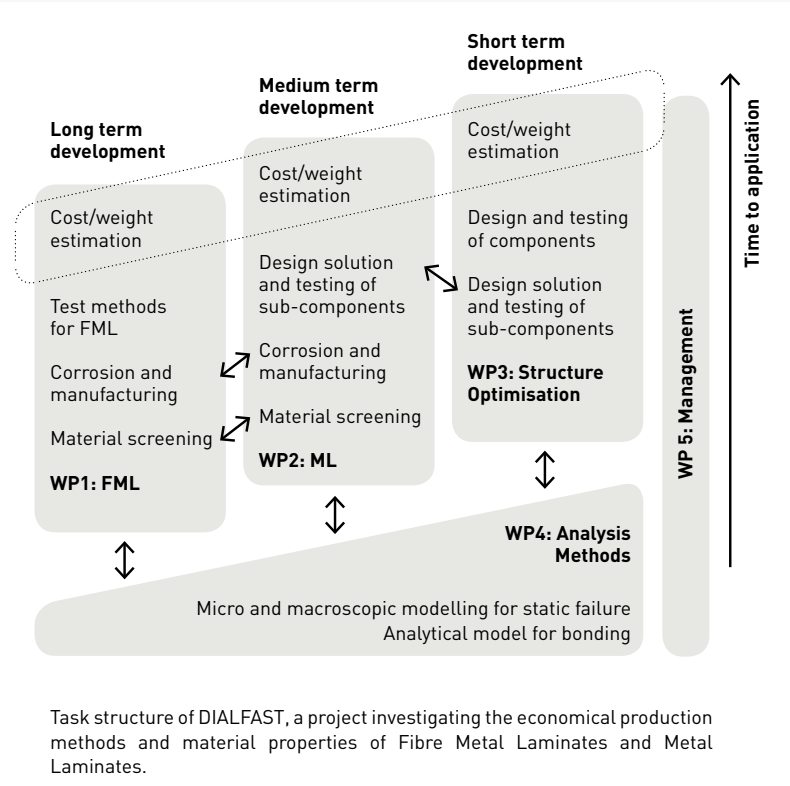 Long term
development
Cost/weight
estimation
Test methods
for FML
Corrosion and
manufacturing
Material screening
WP1: FML
Medium term
development
Cost/weight
estimation
Design solution
and testing of
sub-components
Corrosion and
manufacturing
Material screening
WP2: ML
Short term
development
Cost/weight
estimation
Design and testing
of components
Design solution
and testing of
sub-components
WP3: Structure
Optimisation
WP4: Analysis
Methods
Micro and macroscopic modelling for static failure
Analytical model for bonding
WP 5: Management
Time to application
Task structure of DIALFAST, a project investigating the economical production
methods and material properties of Fibre Metal Laminates and Metal
Laminates.